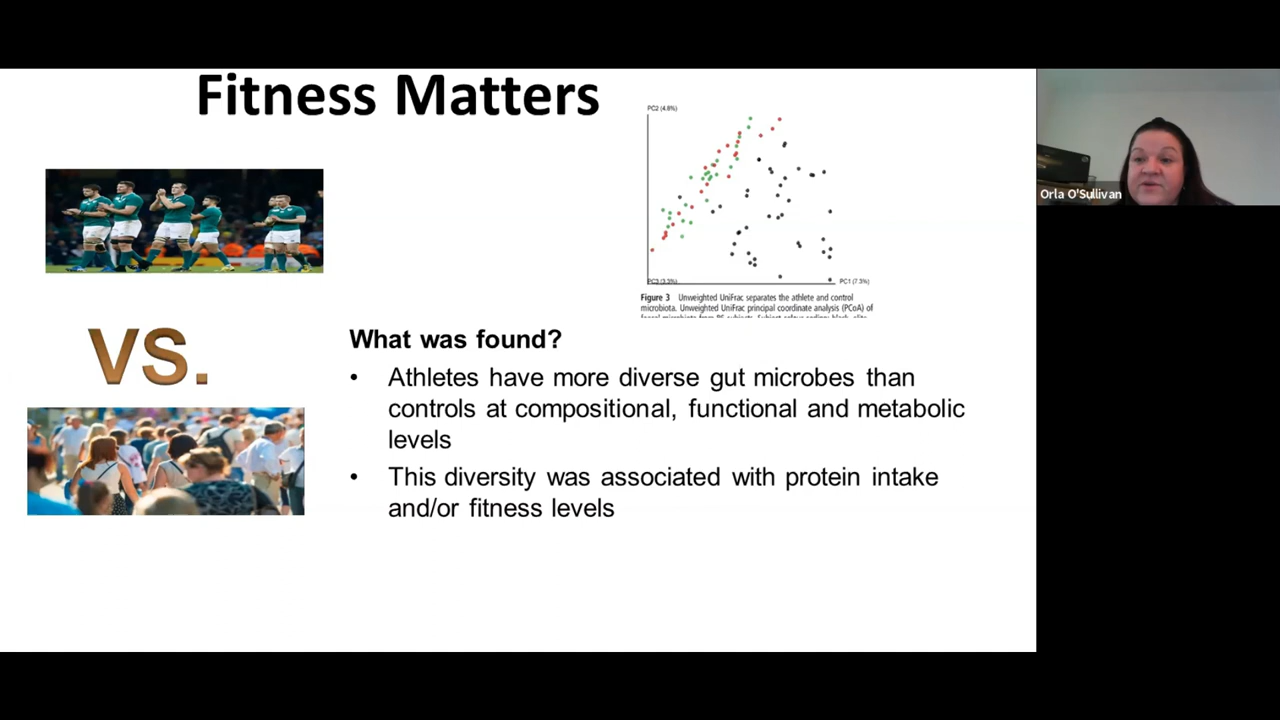 Fitness Matters
PC2 (4.8%)
PC3 (3.3%)
PC1 (7.3%)
Figure 3 Unweighted UniFrac separates the athlete and control
microbiota. Unweighted UniFrac principal coordinate analysis (PCoA) of
Orla O'Sullivan
VS.
What was found?
• Athletes have more diverse gut microbes than
controls at compositional, functional and metabolic
levels
• This diversity was associated with protein intake
and/or fitness levels